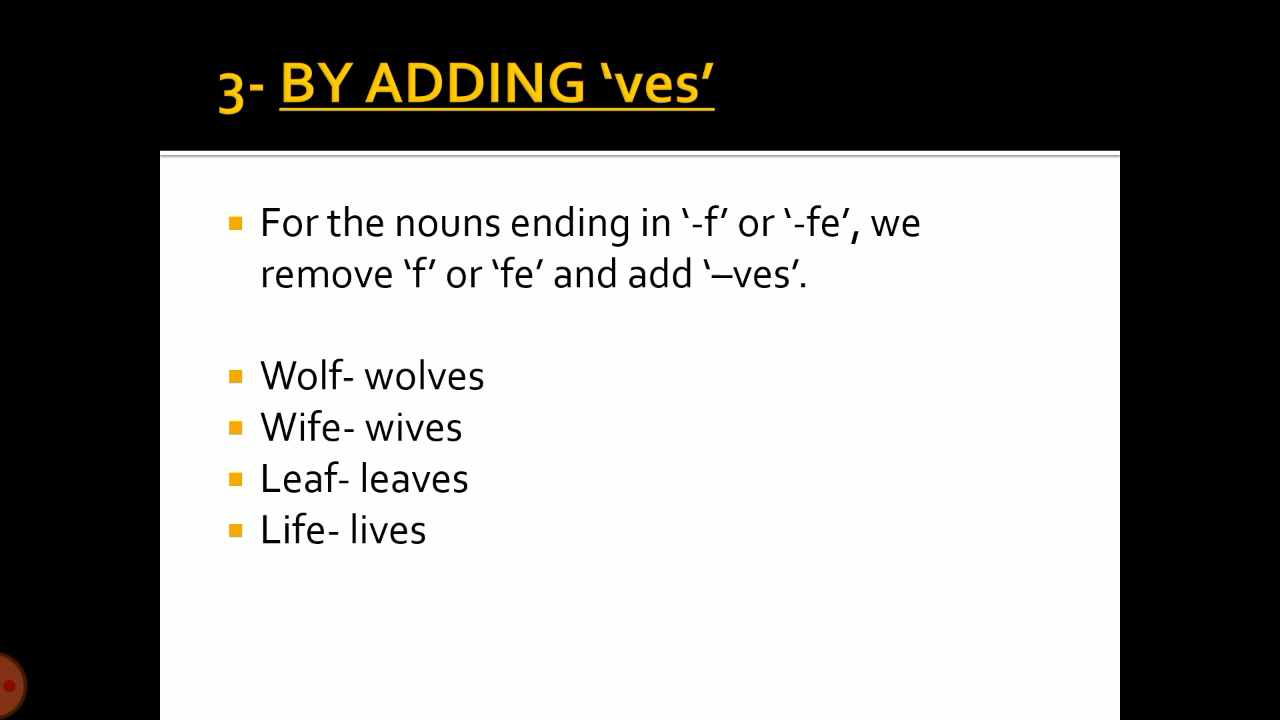 3- BY ADDING ‘ves’
For the nouns ending in ‘-f’ or ‘-fe’, we
remove ‘f’ or ‘fe’ and add ‘–ves’.
Wolf- wolves
Wife- wives
Leaf- leaves
Life- lives